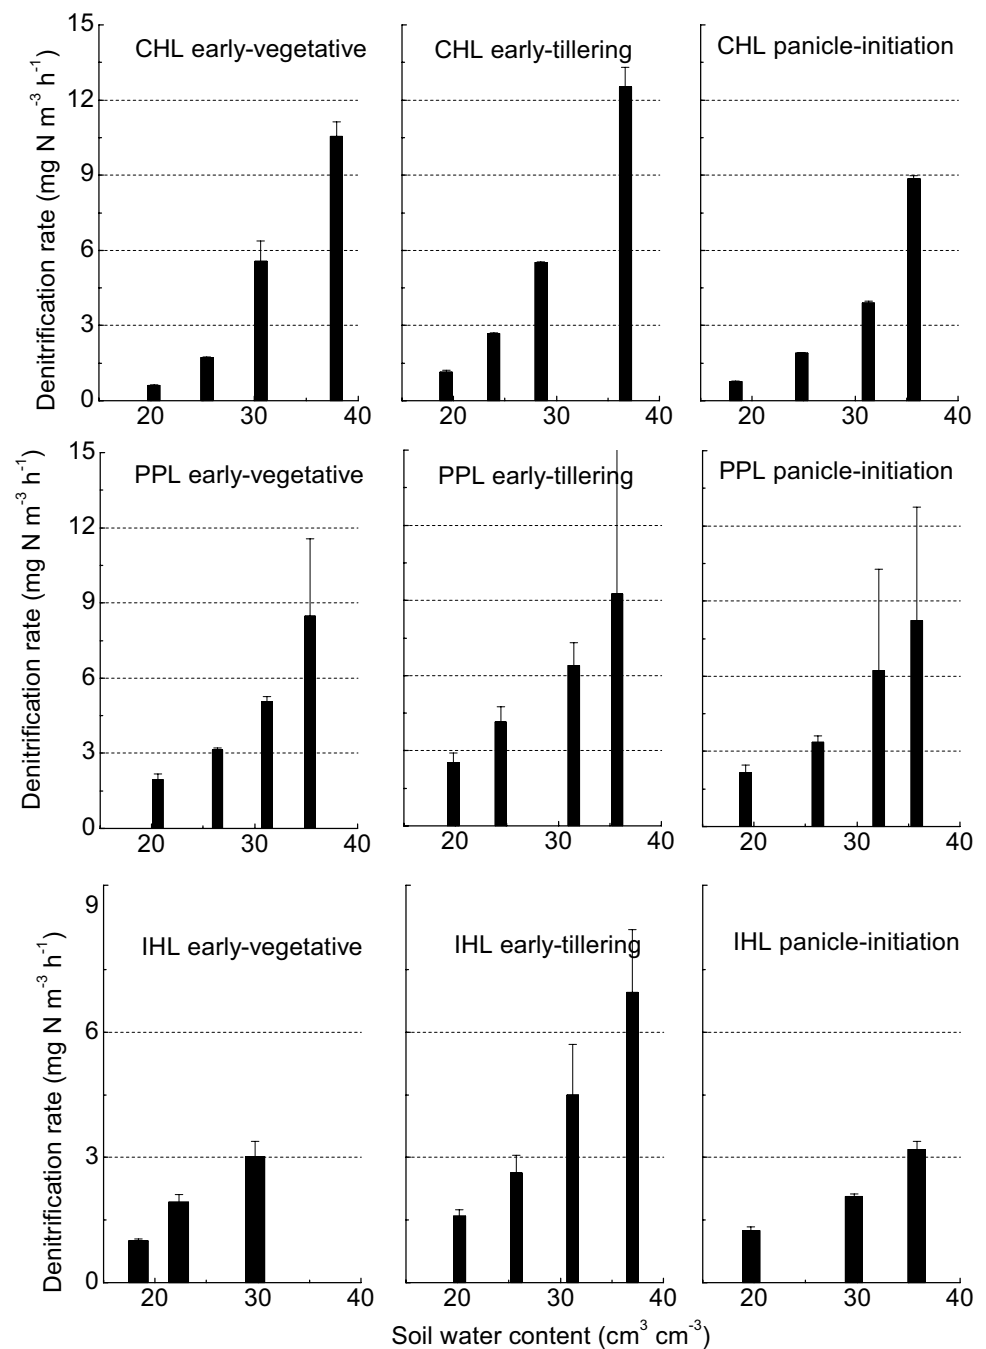 CHL early-vegetative
CHL early-tillering
CHL panicle-initiation
Denitrification rate (mg N m⁻³ h⁻¹)
15
12
9
6
3
0
20 30 40
20 30 40
20 30 40
PPL early-vegetative
PPL early-tillering
PPL panicle-initiation
Denitrification rate (mg N m⁻³ h⁻¹)
15
12
9
6
3
0
20 30 40
20 30 40
20 30 40
IHL early-vegetative
IHL early-tillering
IHL panicle-initiation
Denitrification rate (mg N m⁻³ h⁻¹)
9
6
3
0
20 30 40
20 30 40
20 30 40
Soil water content (cm³ cm⁻³)